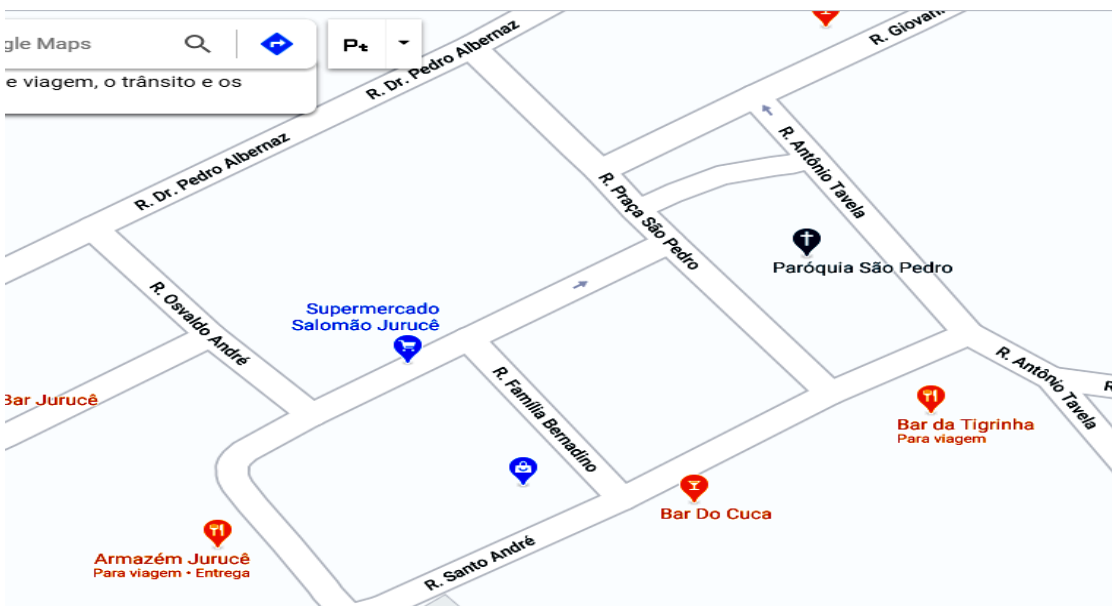 gle Maps
P₺
e viagem, o trânsito e os
R. Dr. Pedro Albernaz
R. Giovan
R. Dr. Pedro Albernaz
R. Antônio Tavela
R. Praça São Pedro
Paróquia São Pedro
R. Osvaldo André
Supermercado
Salomão Jurucê
R. Antônio Tavela
R
R. Família Bernadino
Bar Jurucê
Bar da Tigrinha
Para viagem
Bar Do Cuca
Armazém Jurucê
Para viagem • Entrega
R. Santo André